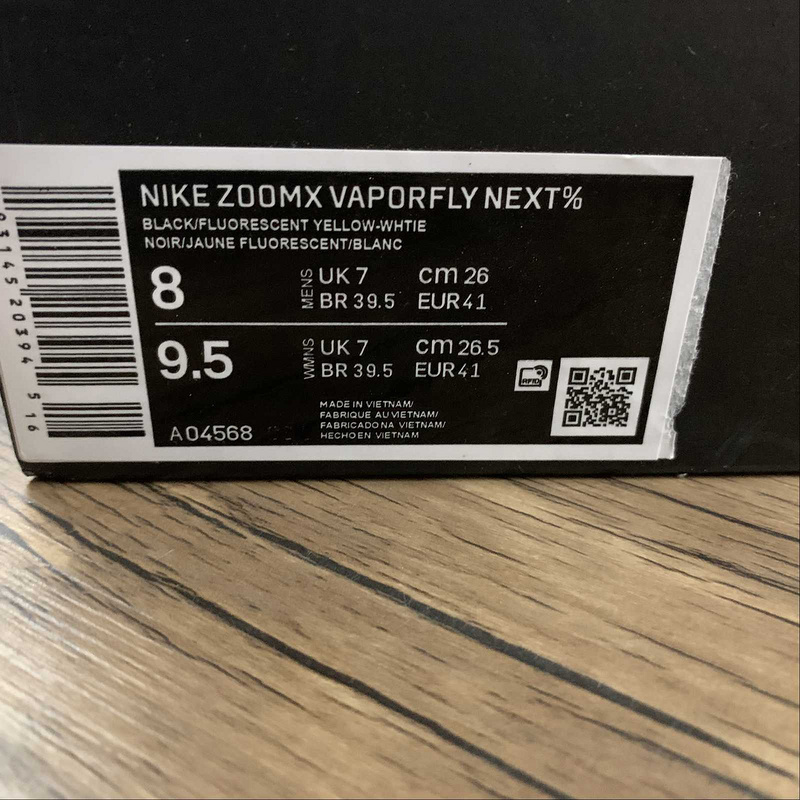 NIKE ZOOMX VAPORFLY NEXT%
BLACK/FLUORESCENT YELLOW-WHTIE
NOIR/JAUNE FLUORESCENT/BLANC
8 MENS UK 7 cm 26
BR 39.5 EUR 41
9.5 WMNS UK 7 cm 26.5
BR 39.5 EUR 41
RFID
MADE IN VIETNAM/
FABRIQUE AU VIETNAM/
FABRICADO NA VIETNAM/
HECHO EN VIETNAM
A04568
516